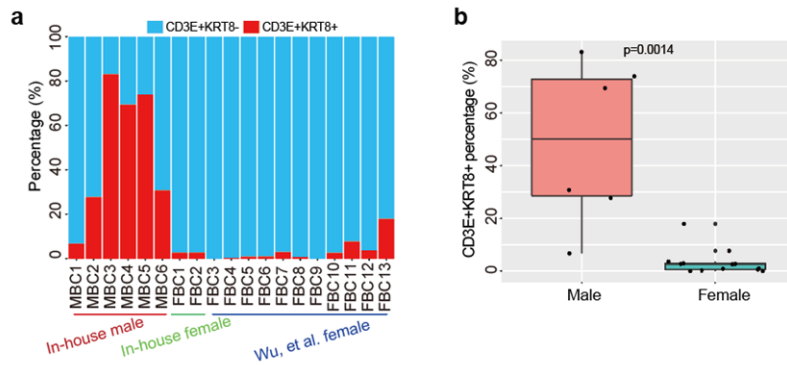 a
CD3E+KRT8- CD3E+KRT8+
Percentage (%)
100
80
60
40
20
0
MBC1
MBC2
MBC3
MBC4
MBC5
MBC6
FBC1
FBC2
FBC3
FBC4
FBC5
FBC6
FBC7
FBC8
FBC9
FBC10
FBC11
FBC12
FBC13
In-house male
In-house female
Wu, et al. female
b
p=0.0014
CD3E+KRT8+ percentage (%)
80
60
40
20
0
Male
Female